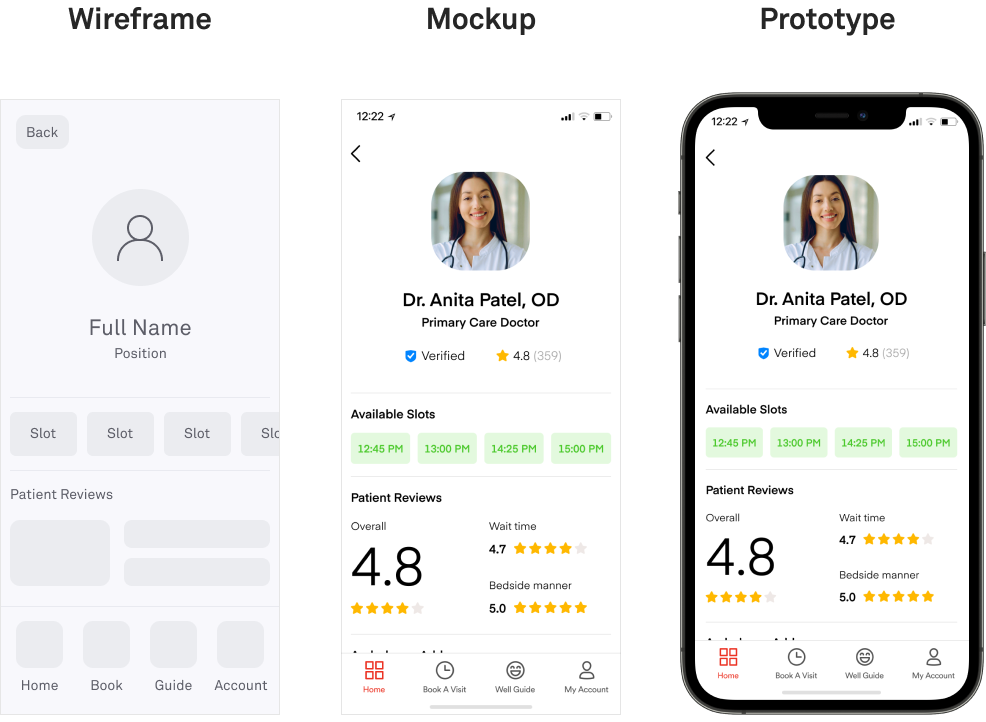 Wireframe
Mockup
Prototype
Back
Full Name
Position
Slot
Slot
Slot
Patient Reviews
Home
Book
Guide
Account
12:22
Dr. Anita Patel, OD
Primary Care Doctor
Verified
4.8 (359)
Available Slots
12:45 PM
13:00 PM
14:25 PM
15:00 PM
Patient Reviews
Overall
4.8
Wait time
4.7
Bedside manner
5.0
Home
Book A Visit
Well Guide
My Account
12:22
Dr. Anita Patel, OD
Primary Care Doctor
Verified
4.8 (359)
Available Slots
12:45 PM
13:00 PM
14:25 PM
15:00 PM
Patient Reviews
Overall
4.8
Wait time
4.7
Bedside manner
5.0
Home
Book A Visit
Well Guide
My Account